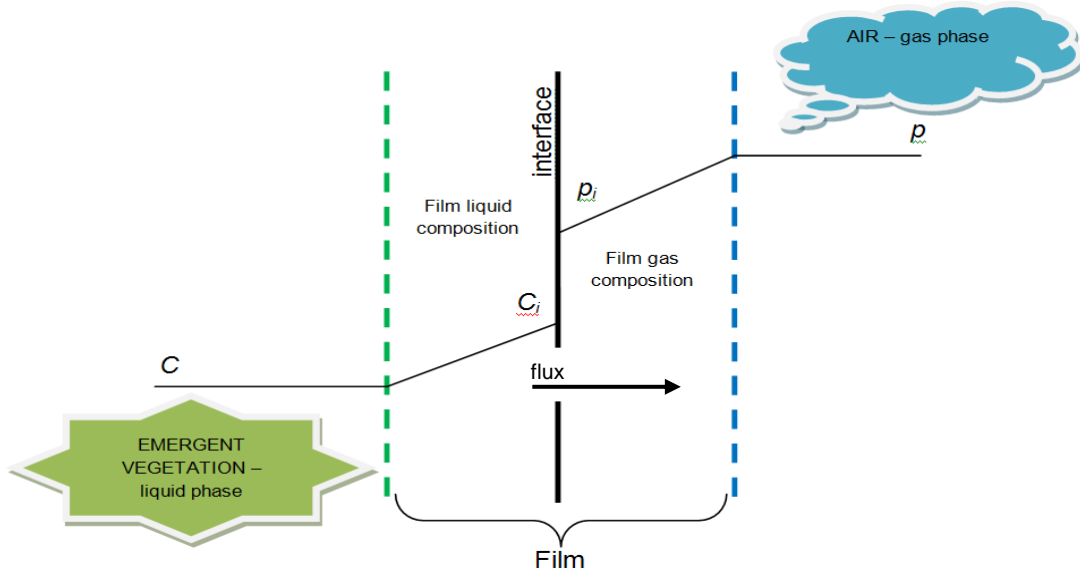 AIR – gas phase
p
interface
pi
Film liquid
composition
Film gas
composition
Ci
C
flux
EMERGENT
VEGETATION –
liquid phase
Film